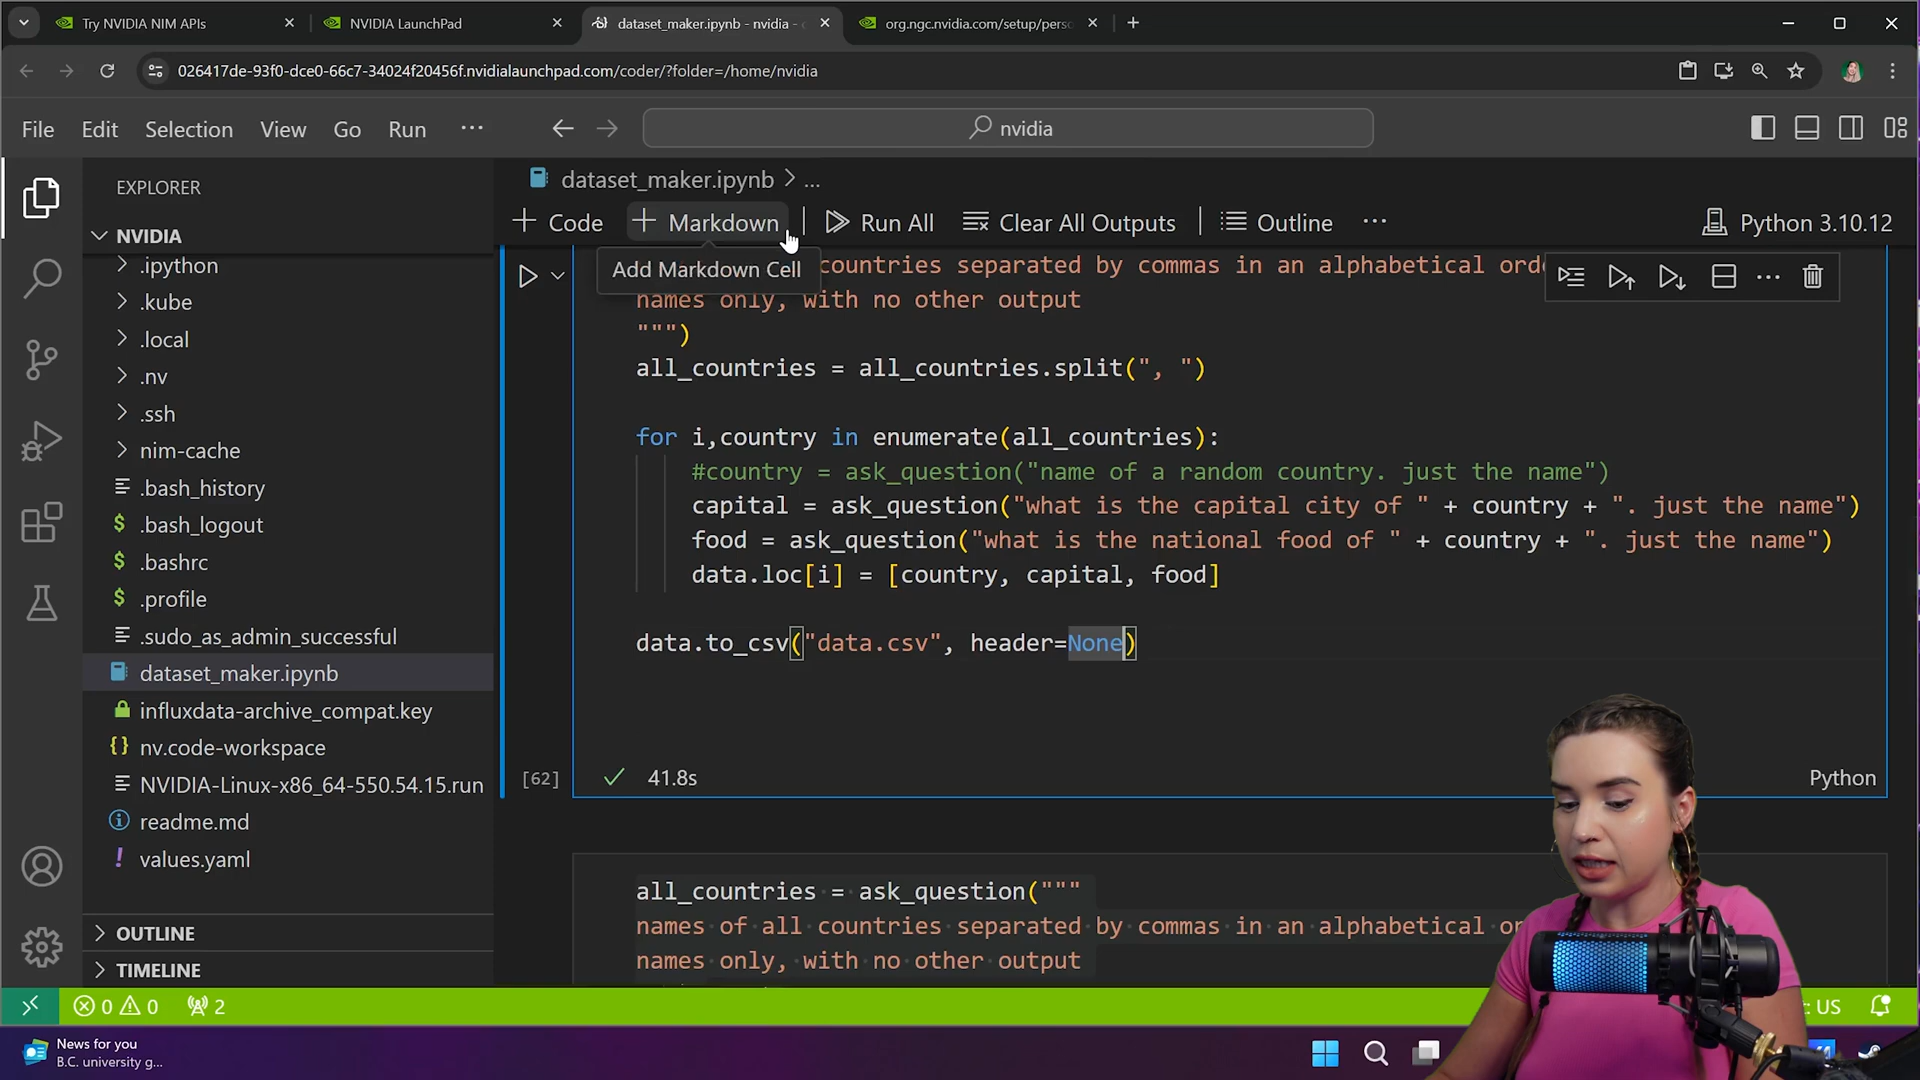 Try NVIDIA NIM APIs
NVIDIA LaunchPad
dataset_maker.ipynb - nvidia -
org.ngc.nvidia.com/setup/pers
026417de-93f0-dce0-66c7-34024f20456f.nvidialaunchpad.com/coder/?folder=/home/nvidia
File Edit Selection View Go Run ...
nvidia
EXPLORER
NVIDIA
.ipython
.kube
.local
.nv
.ssh
nim-cache
.bash_history
.bash_logout
.bashrc
.profile
.sudo_as_admin_successful
dataset_maker.ipynb
influxdata-archive_compat.key
nv.code-workspace
NVIDIA-Linux-x86_64-550.54.15.run
readme.md
values.yaml
OUTLINE
TIMELINE
dataset_maker.ipynb > ...
+ Code + Markdown Run All Clear All Outputs Outline ... Python 3.10.12
Add Markdown Cell
countries separated by commas in an alphabetical ord
names only, with no other output
""")
all_countries = all_countries.split(", ")
for i,country in enumerate(all_countries):
#country = ask_question("name of a random country. just the name")
capital = ask_question("what is the capital city of " + country + ". just the name")
food = ask_question("what is the national food of " + country + ". just the name")
data.loc[i] = [country, capital, food]
data.to_csv("data.csv", header=None)
[62] 41.8s Python
all_countries = ask_question("""
names of all countries separated by commas in an alphabetical or
names only, with no other output
0 0 2
: US
News for you
B.C. university g...